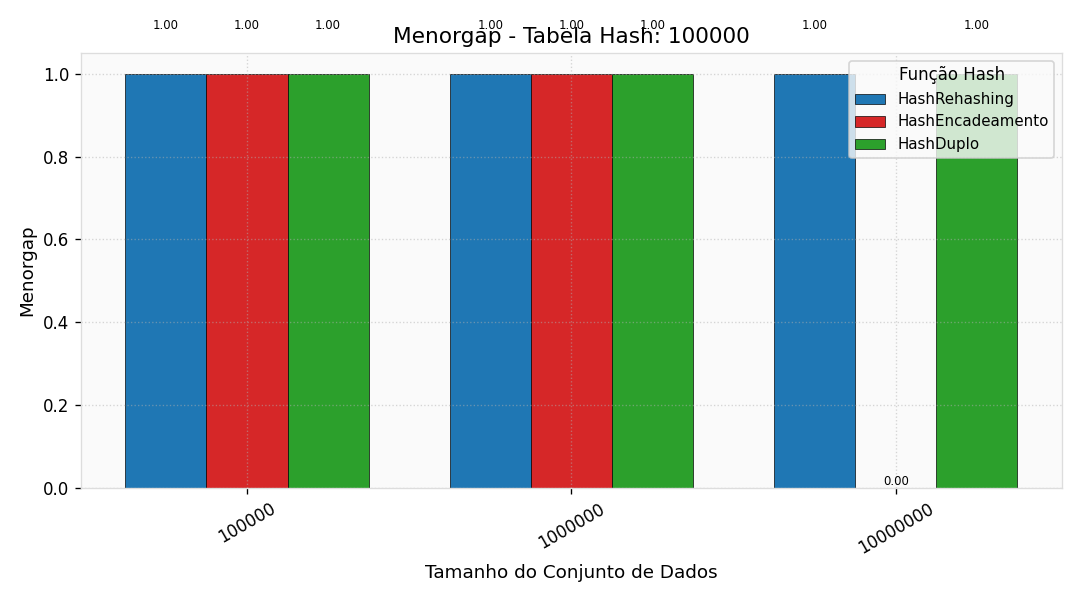 1.00 1.00 1.00 1.00 1.00 1.00 1.00 1.00
Menorgap - Tabela Hash: 100000
Função Hash
HashRehashing
HashEncadeamento
HashDuplo
1.0
0.8
0.6
0.4
0.2
0.0
Menorgap
0.00
100000 1000000 10000000
Tamanho do Conjunto de Dados